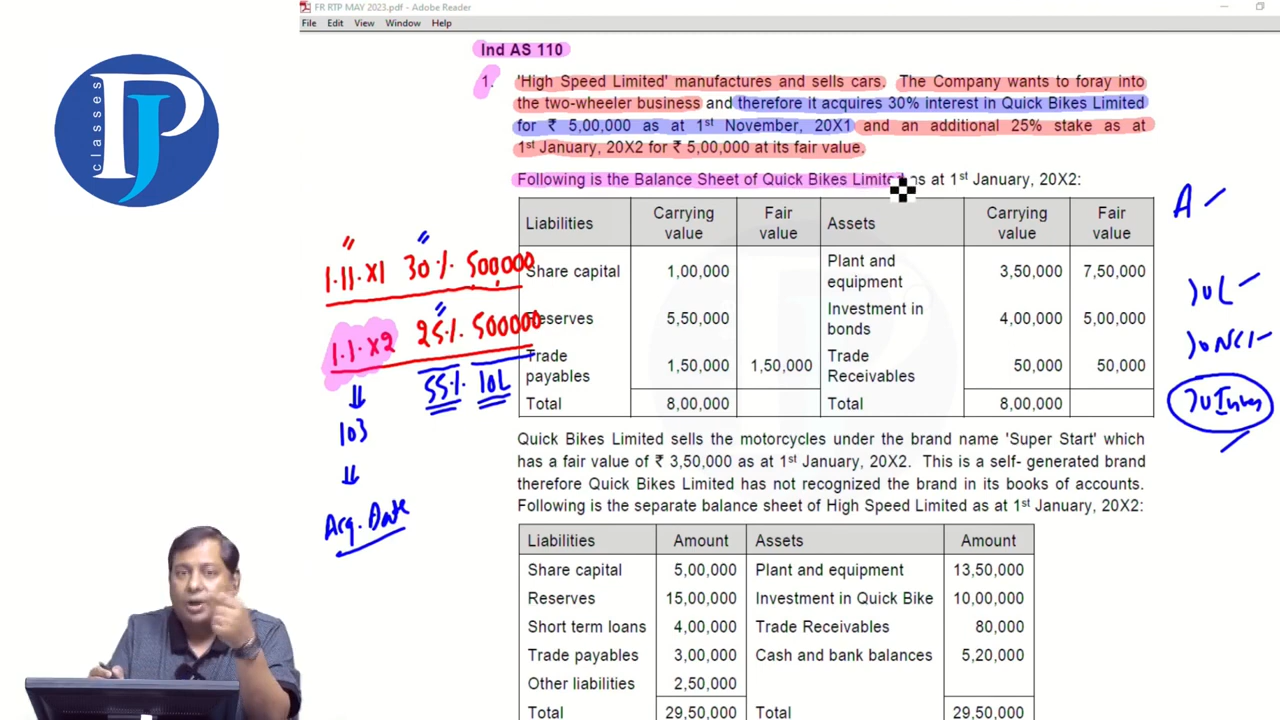 FR RTP MAY 2023.pdf - Adobe Reader
File Edit View Window Help
classes
PJ
Ind AS 110
1. 'High Speed Limited' manufactures and sells cars. The Company wants to foray into
the two-wheeler business and therefore it acquires 30% interest in Quick Bikes Limited
for ₹ 5,00,000 as at 1st November, 20X1 and an additional 25% stake as at
1st January, 20X2 for ₹ 5,00,000 at its fair value.
Following is the Balance Sheet of Quick Bikes Limited as at 1st January, 20X2:
Liabilities Carrying value Fair value Assets Carrying value Fair value
Share capital 1,00,000 Plant and equipment 3,50,000 7,50,000
Reserves 5,50,000 Investment in bonds 4,00,000 5,00,000
Trade payables 1,50,000 1,50,000 Trade Receivables 50,000 50,000
Total 8,00,000 Total 8,00,000
1.11.X1 30% 500000
1.1.X2 25% 500000
55% 10L
103
Acq. Date
A
Quick Bikes Limited sells the motorcycles under the brand name 'Super Start' which
has a fair value of ₹ 3,50,000 as at 1st January, 20X2. This is a self- generated brand
therefore Quick Bikes Limited has not recognized the brand in its books of accounts.
Following is the separate balance sheet of High Speed Limited as at 1st January, 20X2:
Liabilities Amount Assets Amount
Share capital 5,00,000 Plant and equipment 13,50,000
Reserves 15,00,000 Investment in Quick Bike 10,00,000
Short term loans 4,00,000 Trade Receivables 80,000
Trade payables 3,00,000 Cash and bank balances 5,20,000
Other liabilities 2,50,000
Total 29,50,000 Total 29,50,000